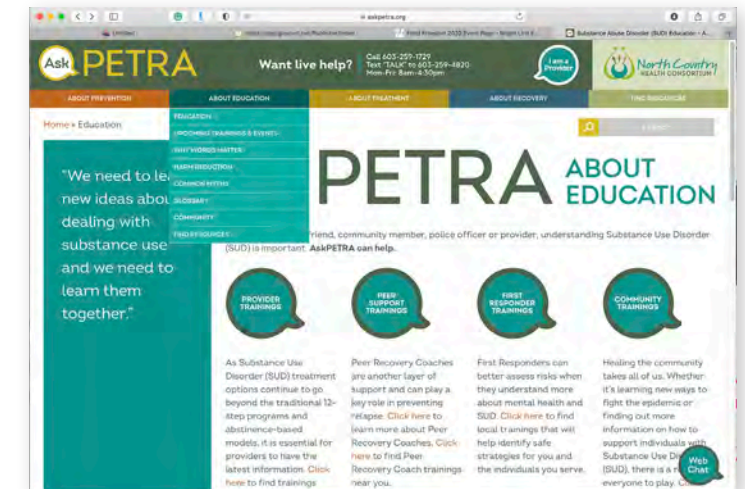 askpetra.org
Untitled
Substance Abuse Disorder (SUD) Education - A...
Ask PETRA
Want live help?
Call 603-259-1729
Text "TALK" to 603-259-4820
Mon-Fri 8am-4:30pm
I am a
Provider
North Country
HEALTH CONSORTIUM
ABOUT PREVENTION
ABOUT EDUCATION
ABOUT TREATMENT
ABOUT RECOVERY
FIND RESOURCES
Home » Education
EDUCATION
UPCOMING TRAININGS & EVENTS
WHY WORDS MATTER
HARM REDUCTION
COMMON MYTHS
GLOSSARY
COMMUNITY
FIND RESOURCES
"We need to le
new ideas abou
dealing with
substance use
and we need to
learn them
together."
PETRA ABOUT
EDUCATION
friend, community member, police officer or provider, understanding Substance Use Disorder
(SUD) is important. AskPETRA can help.
PROVIDER
TRAININGS
As Substance Use
Disorder (SUD) treatment
options continue to go
beyond the traditional 12-
step programs and
abstinence-based
models, it is essential for
providers to have the
latest information. Click
here to find trainings
PEER
SUPPORT
TRAININGS
Peer Recovery Coaches
are another layer of
support and can play a
key role in preventing
relapse. Click here to
learn more about Peer
Recovery Coaches. Click
here to find Peer
Recovery Coach trainings
near you.
FIRST
RESPONDER
TRAININGS
First Responders can
better assess risks when
they understand more
about mental health and
SUD. Click here to find
local trainings that will
help identify safe
strategies for you and
the individuals you serve.
COMMUNITY
TRAININGS
Healing the community
takes all of us. Whether
it's learning new ways to
fight the epidemic or
finding out more
information on how to
support individuals with
Substance Use Di
(SUD), there is a r
everyone to play.
Web
Chat